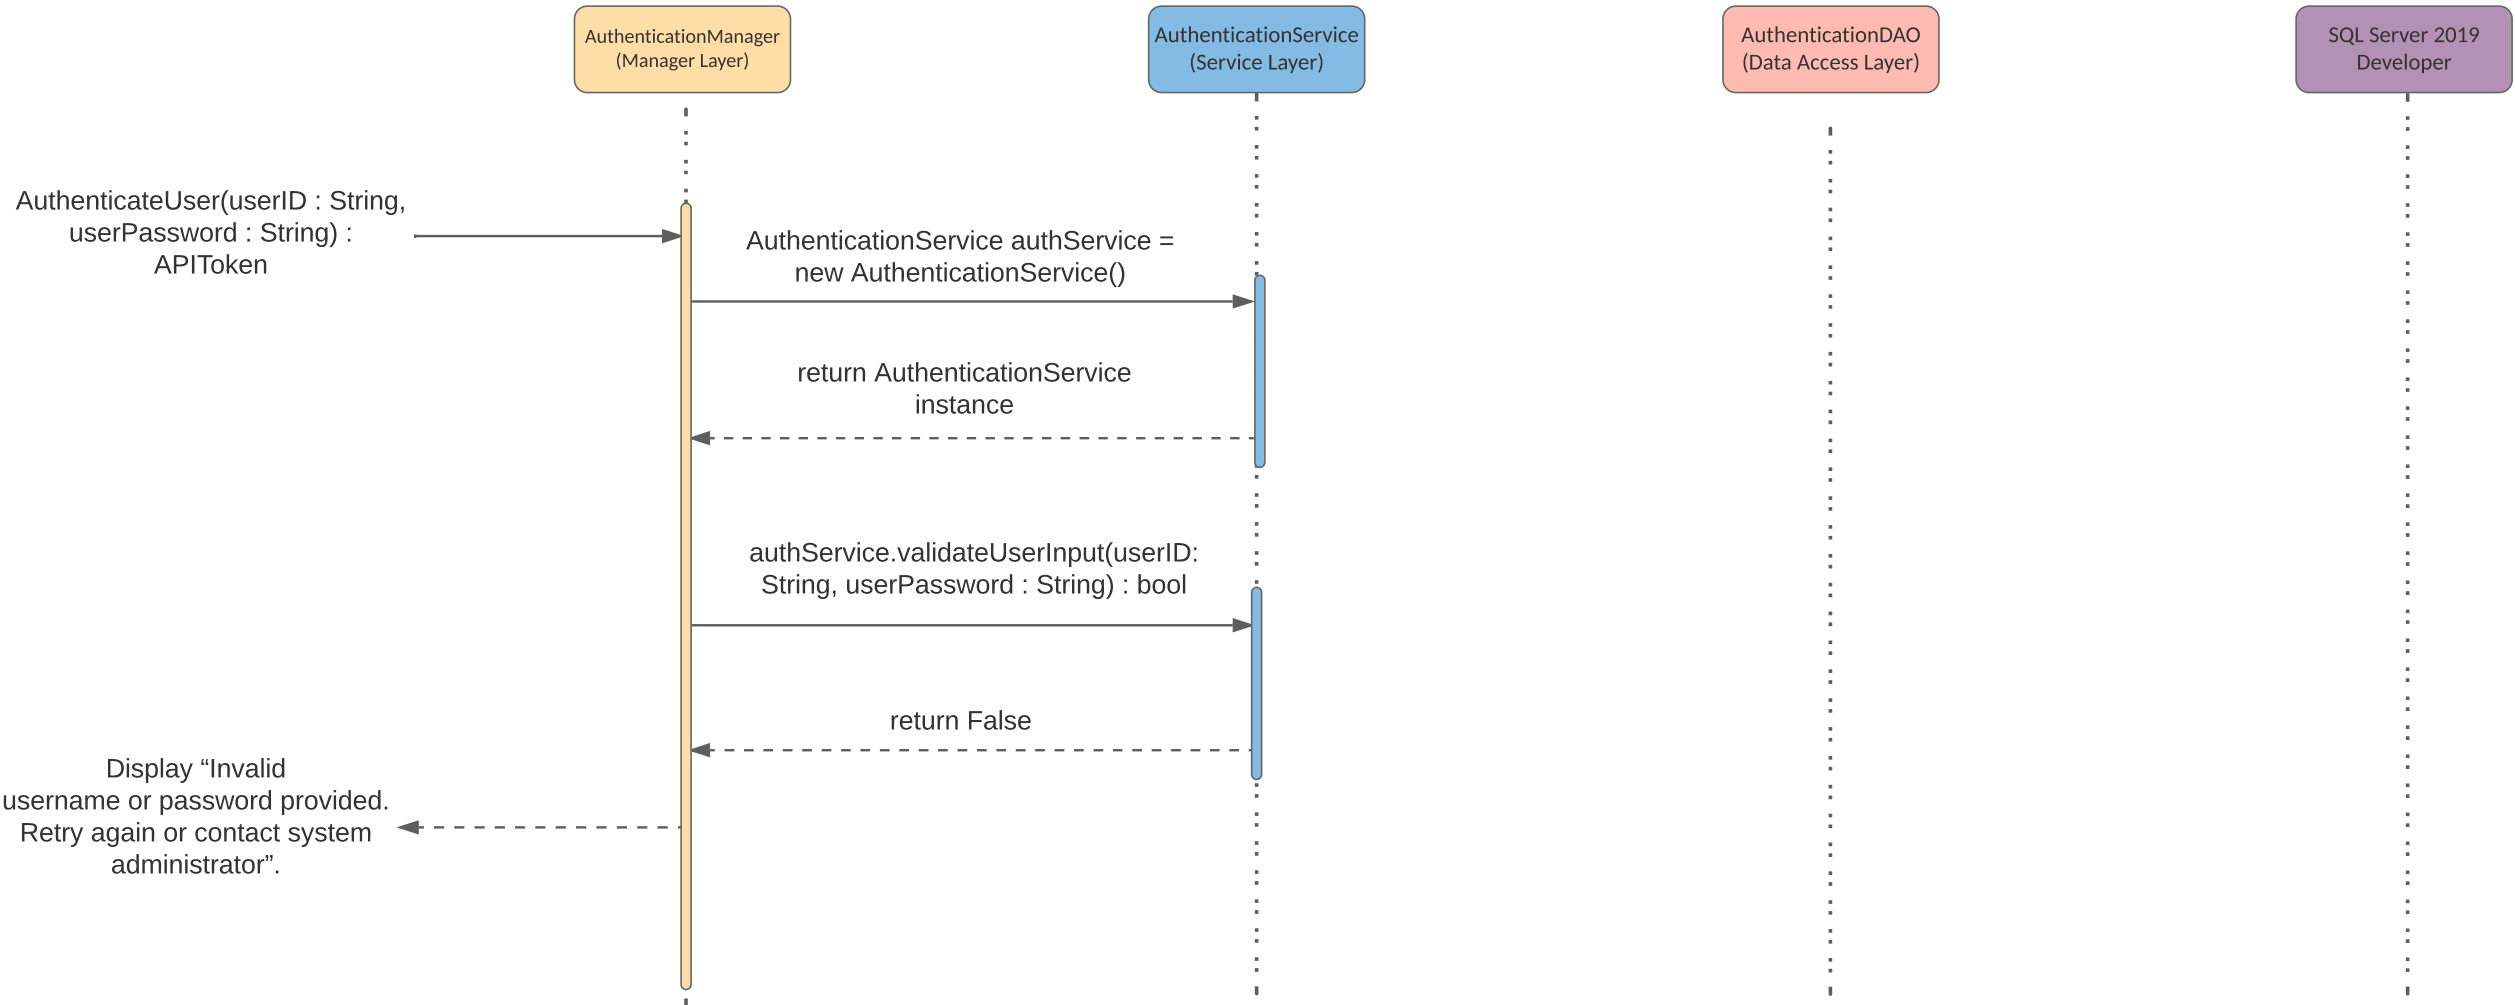 AuthenticationManager
(Manager Layer)
AuthenticationService
(Service Layer)
AuthenticationDAO
(Data Access Layer)
SQL Server 2019
Developer
AuthenticateUser(userID : String,
userPassword : String) :
APIToken
AuthenticationService authService =
new AuthenticationService()
return AuthenticationService
instance
authService.validateUserInput(userID:
String, userPassword : String) : bool
return False
Display “Invalid
username or password provided.
Retry again or contact system
administrator”.